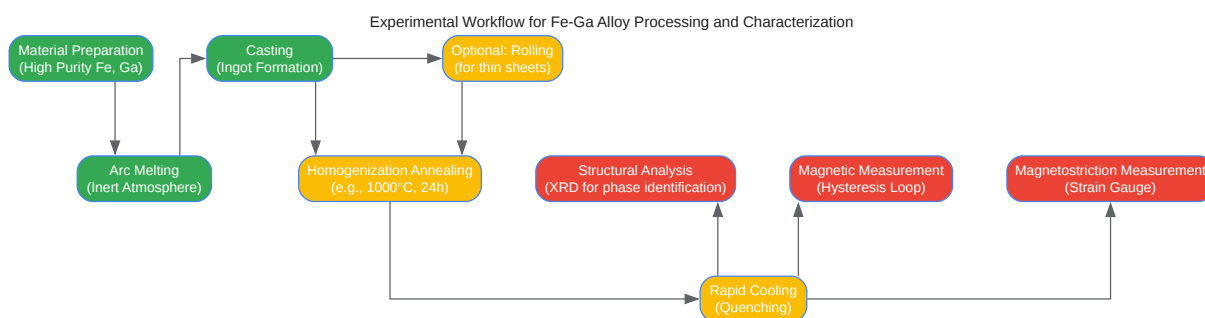 Experimental Workflow for Fe-Ga Alloy Processing and Characterization
Material Preparation
(High Purity Fe, Ga)
Casting
(Ingot Formation)
Optional: Rolling
(for thin sheets)
Arc Melting
(Inert Atmosphere)
Homogenization Annealing
(e.g., 1000°C, 24h)
Structural Analysis
(XRD for phase identification)
Magnetic Measurement
(Hysteresis Loop)
Magnetostriction Measurement
(Strain Gauge)
Rapid Cooling
(Quenching)